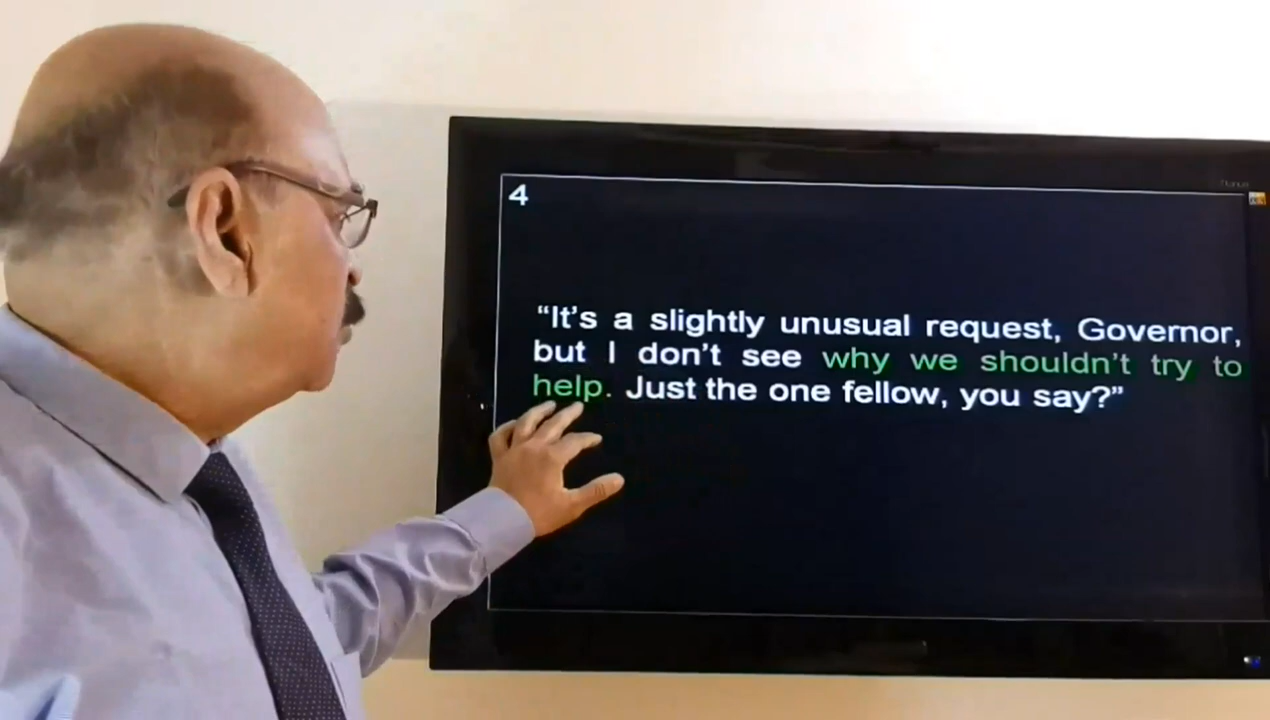 4
“It’s a slightly unusual request, Governor,
but I don’t see why we shouldn’t try to
help. Just the one fellow, you say?”